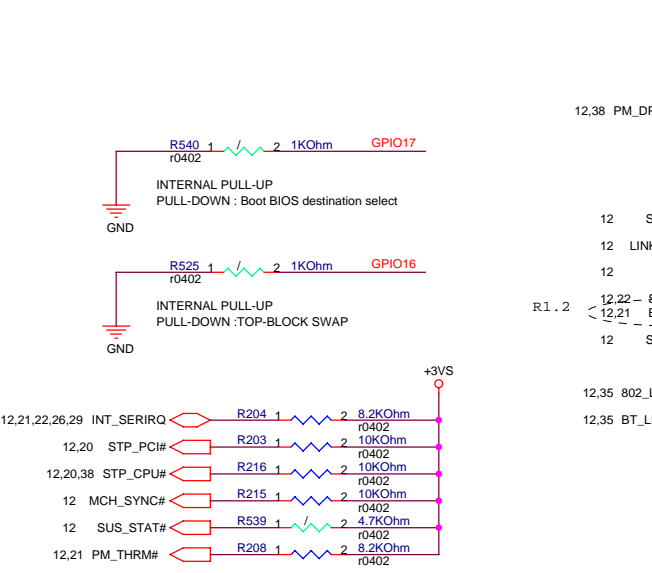 12,38 PM_DP
R540 1 / 2 1KOhm GPIO17
r0402
INTERNAL PULL-UP
PULL-DOWN : Boot BIOS destination select
GND
12 S
12 LINK
R525 1 / 2 1KOhm GPIO16
r0402
12
INTERNAL PULL-UP
PULL-DOWN :TOP-BLOCK SWAP
R1.2
12,22
12,21
12 S
GND
+3VS
12,35 802_L
12,35 BT_L
12,21,22,26,29 INT_SERIRQ R204 1 2 8.2KOhm
r0402
12,20 STP_PCI# R203 1 2 10KOhm
r0402
12,20,38 STP_CPU# R216 1 2 10KOhm
r0402
12 MCH_SYNC# R215 1 2 10KOhm
r0402
12 SUS_STAT# R539 1 / 2 4.7KOhm
r0402
12,21 PM_THRM# R208 1 2 8.2KOhm
r0402